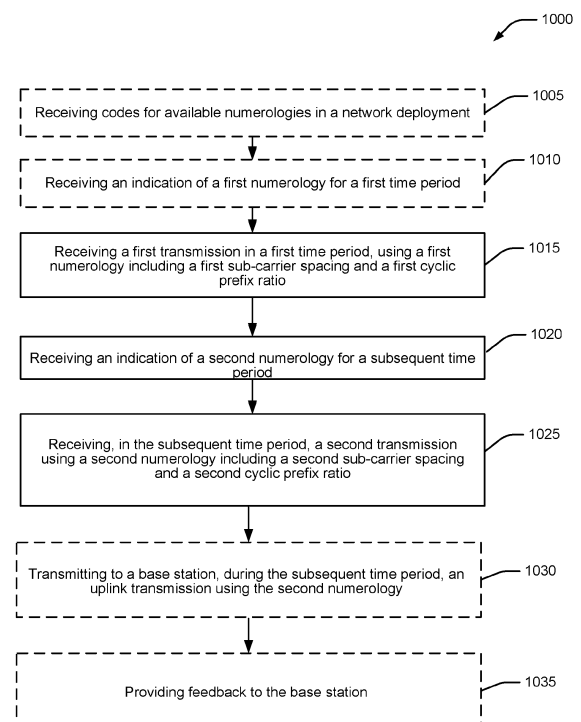 1000
Receiving codes for available numerologies in a network deployment
1005
Receiving an indication of a first numerology for a first time period
1010
Receiving a first transmission in a first time period, using a first
numerology including a first sub-carrier spacing and a first cyclic
prefix ratio
1015
Receiving an indication of a second numerology for a subsequent time
period
1020
Receiving, in the subsequent time period, a second transmission
using a second numerology including a second sub-carrier spacing
and a second cyclic prefix ratio
1025
Transmitting to a base station, during the subsequent time period, an
uplink transmission using the second numerology
1030
Providing feedback to the base station
1035